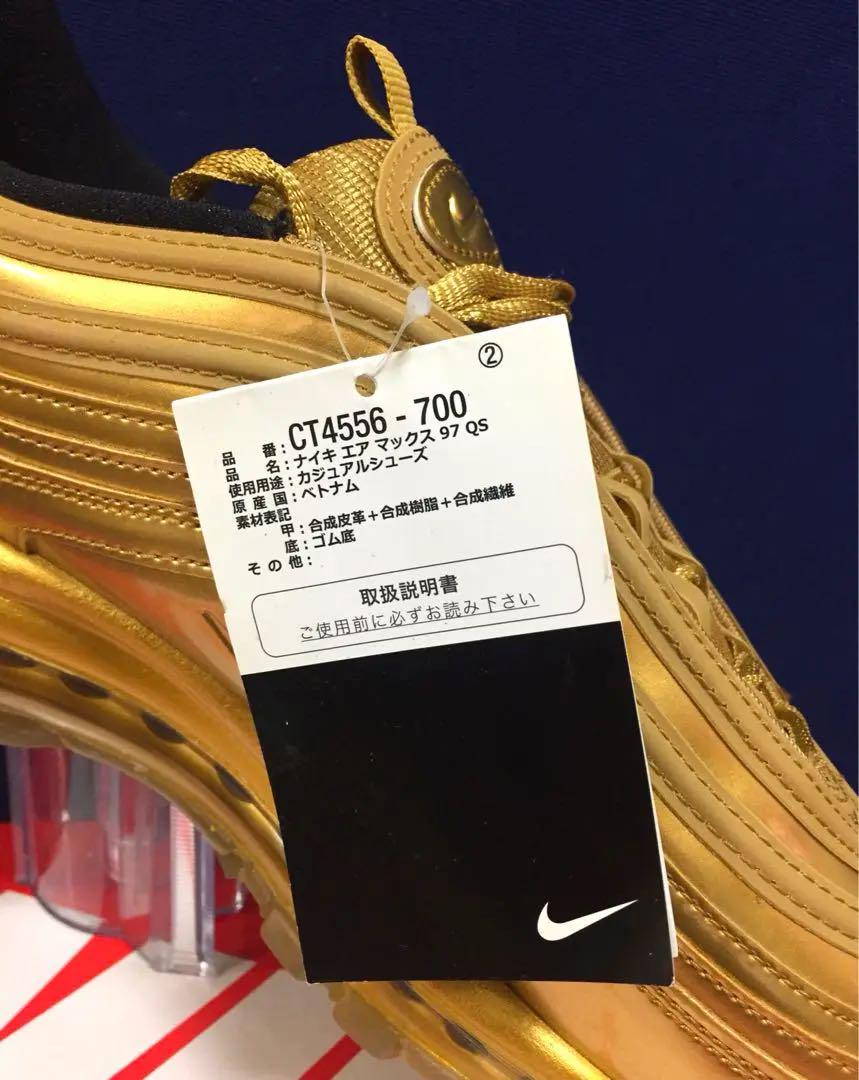 ②
品 番：CT4556 - 700
品 名：ナイキ エア マックス 97 QS
使用用途：カジュアルシューズ
原 産 国：ベトナム
素材表記
甲：合成皮革＋合成樹脂＋合成繊維
底：ゴム底
そ の 他：
取扱説明書
ご使用前に必ずお読み下さい